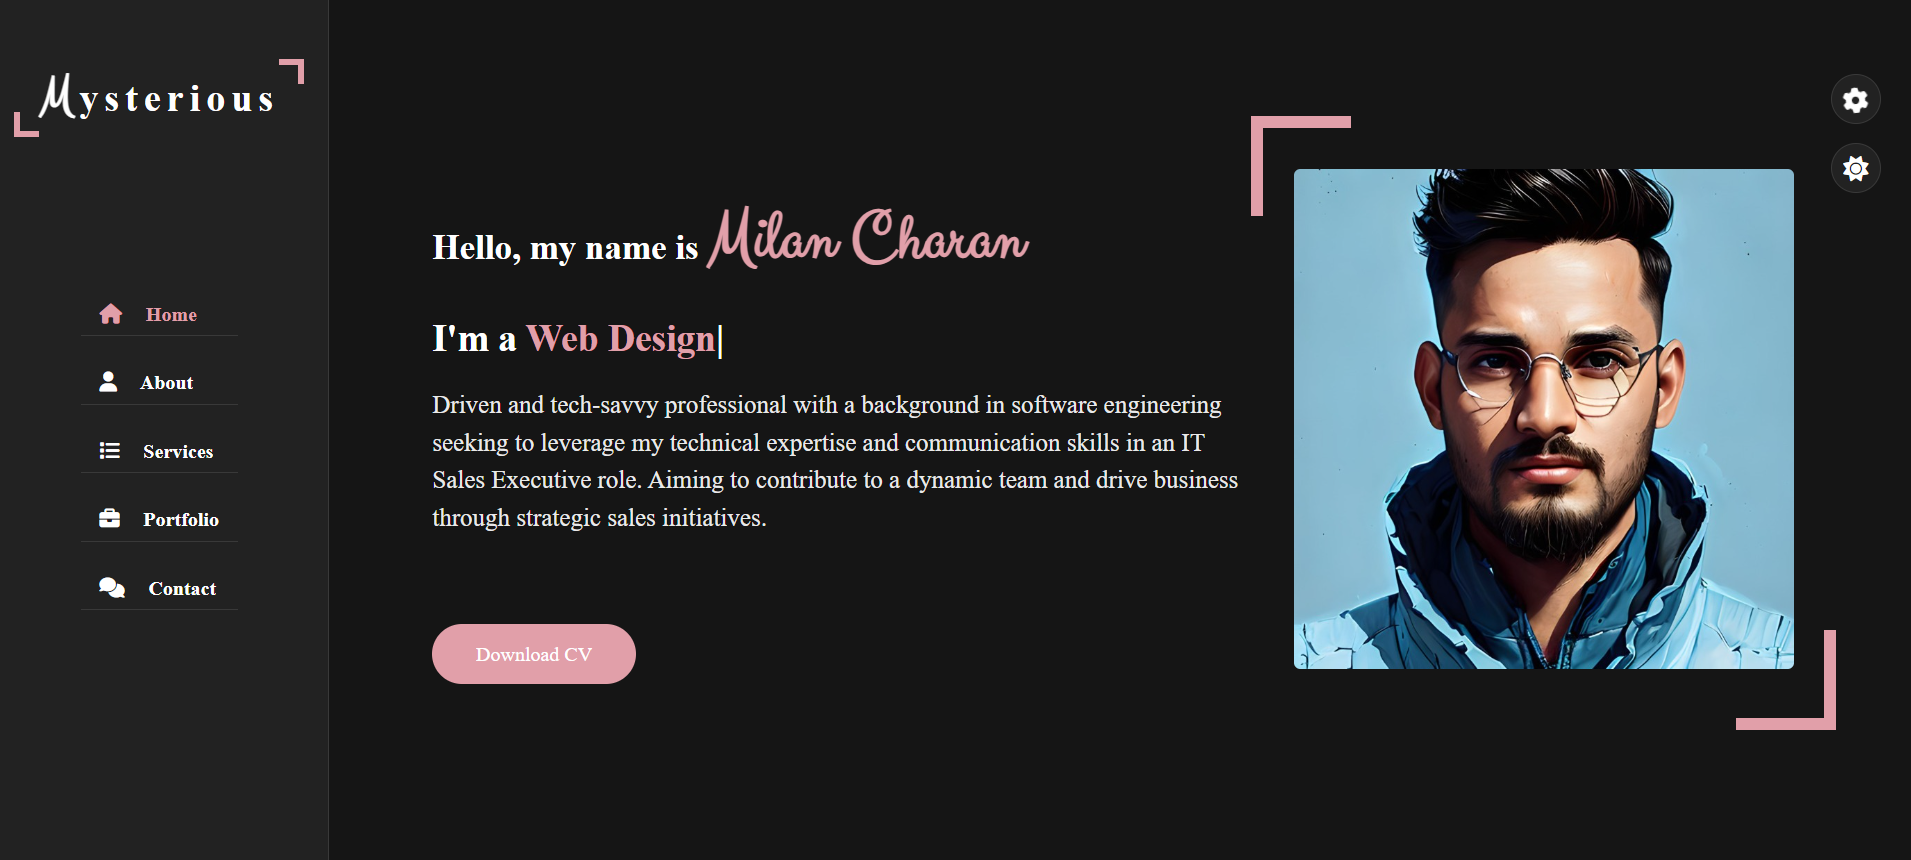 Mysterious
Home
About
Services
Portfolio
Contact
Hello, my name is Milan Charan
I'm a Web Design|
Driven and tech-savvy professional with a background in software engineering
seeking to leverage my technical expertise and communication skills in an IT
Sales Executive role. Aiming to contribute to a dynamic team and drive business
through strategic sales initiatives.
Download CV